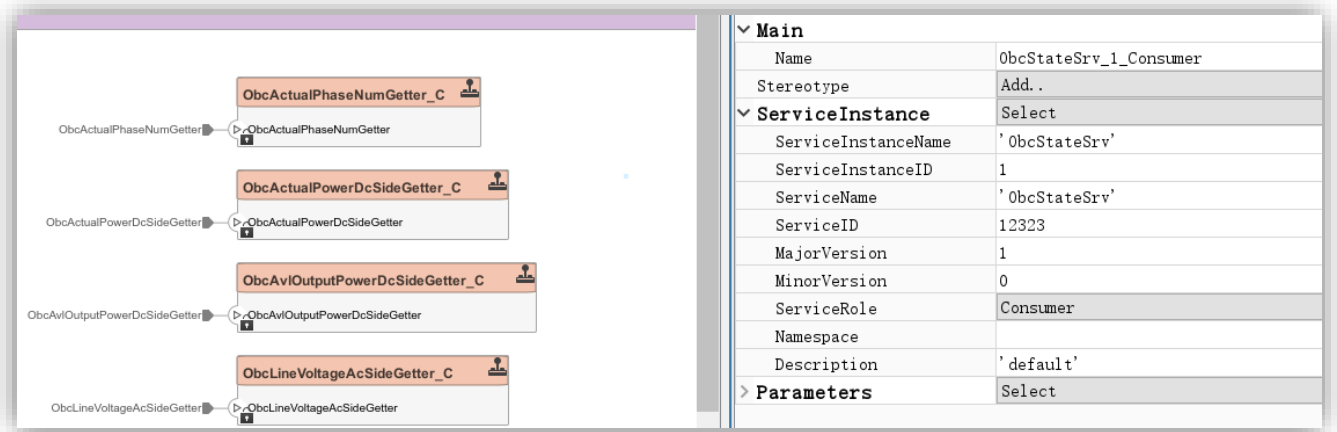 ObcActualPhaseNumGetter_C
ObcActualPhaseNumGetter
ObcActualPhaseNumGetter
ObcActualPowerDcSideGetter_C
ObcActualPowerDcSideGetter
ObcActualPowerDcSideGetter
ObcAvlOutputPowerDcSideGetter_C
ObcAvlOutputPowerDcSideGetter
ObcAvlOutputPowerDcSideGetter
ObcLineVoltageAcSideGetter_C
ObcLineVoltageAcSideGetter
ObcLineVoltageAcSideGetter
Main
Name ObcStateSrv_1_Consumer
Stereotype Add..
ServiceInstance Select
ServiceInstanceName 'ObcStateSrv'
ServiceInstanceID 1
ServiceName 'ObcStateSrv'
ServiceID 12323
MajorVersion 1
MinorVersion 0
ServiceRole Consumer
Namespace
Description 'default'
Parameters Select